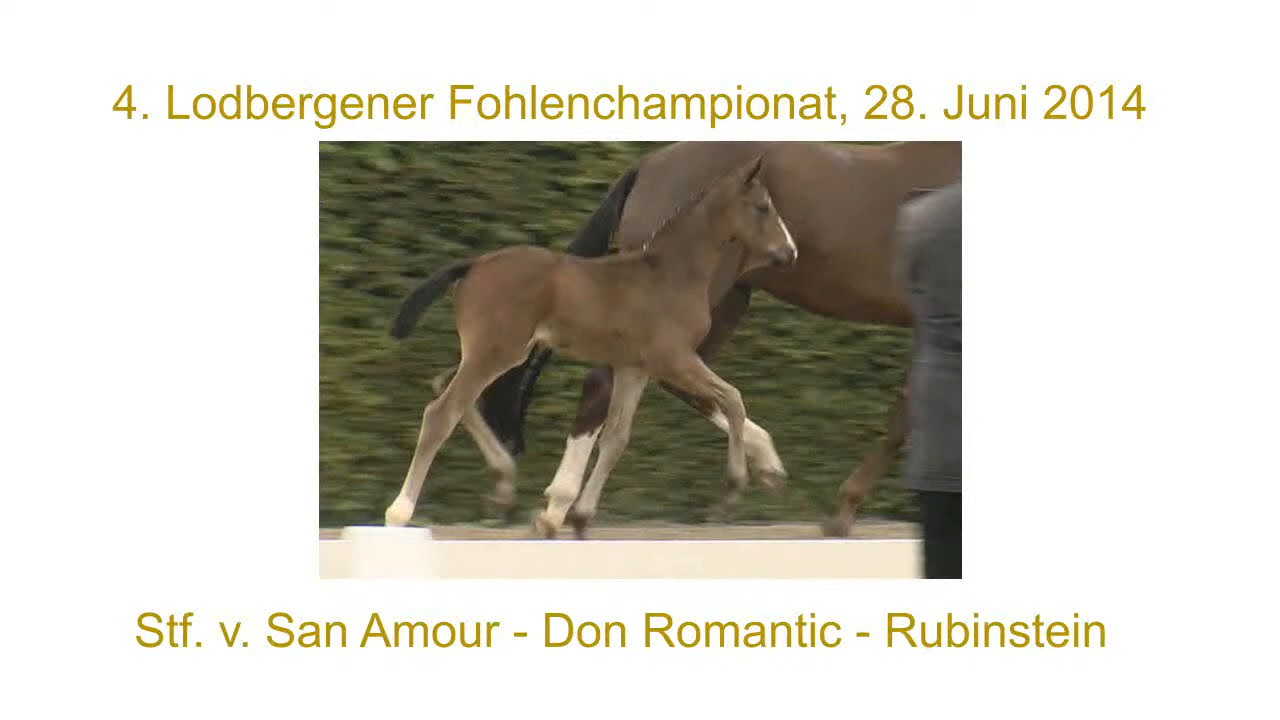 4. Lodbergener Fohlenchampionat, 28. Juni 2014
Stf. v. San Amour - Don Romantic - Rubinstein